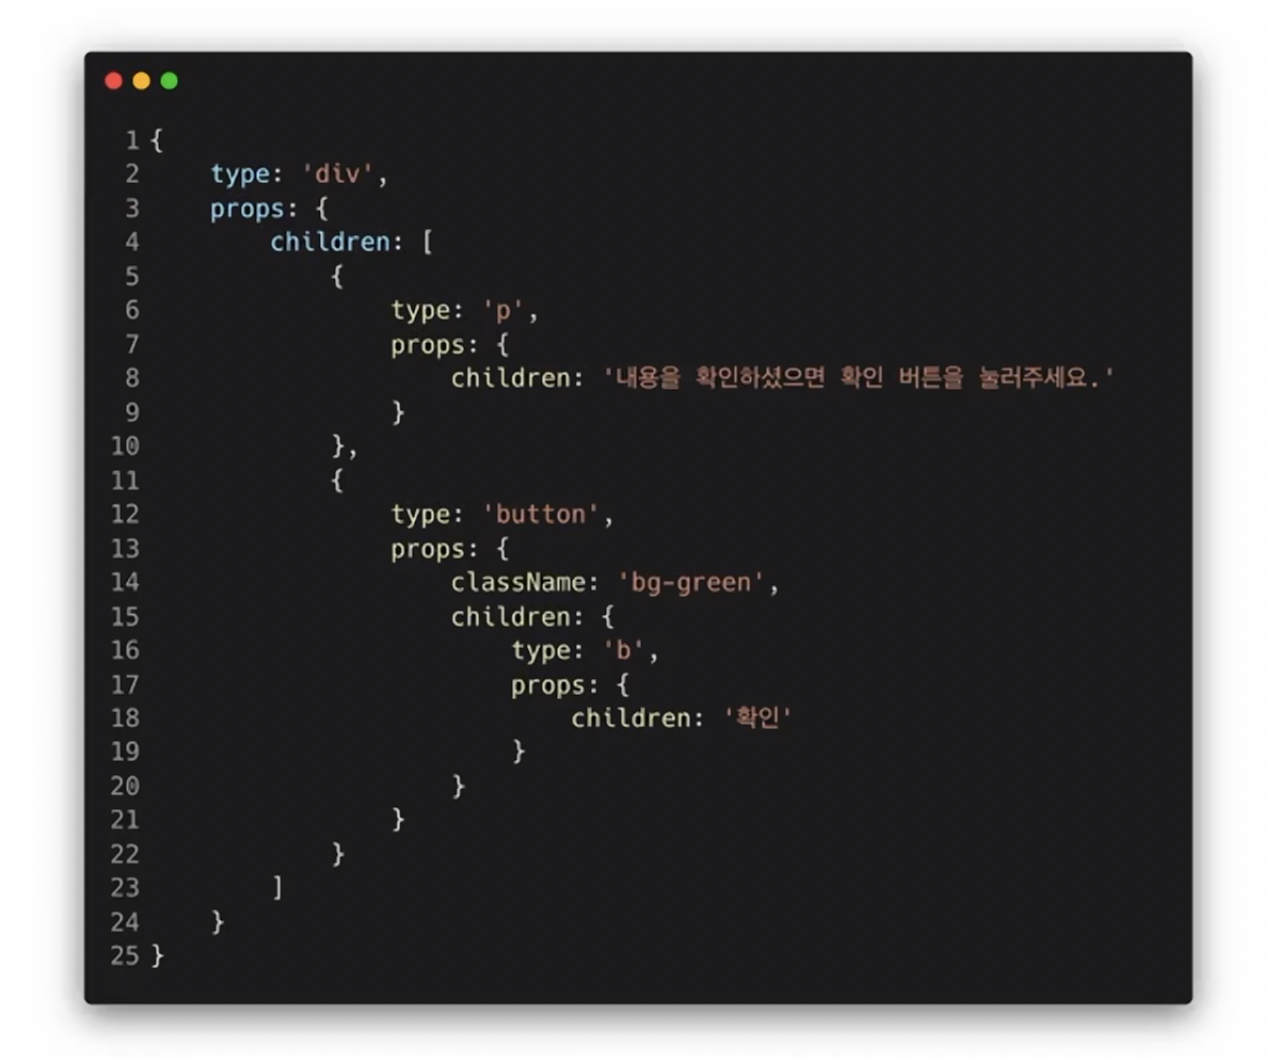 1 {
2     type: 'div',
3     props: {
4         children: [
5             {
6                 type: 'p',
7                 props: {
8                     children: '내용을 확인하셨으면 확인 버튼을 눌러주세요.'
9                 }
10             },
11             {
12                 type: 'button',
13                 props: {
14                     className: 'bg-green',
15                     children: {
16                         type: 'b',
17                         props: {
18                             children: '확인'
19                         }
20                     }
21                 }
22             }
23         ]
24     }
25 }